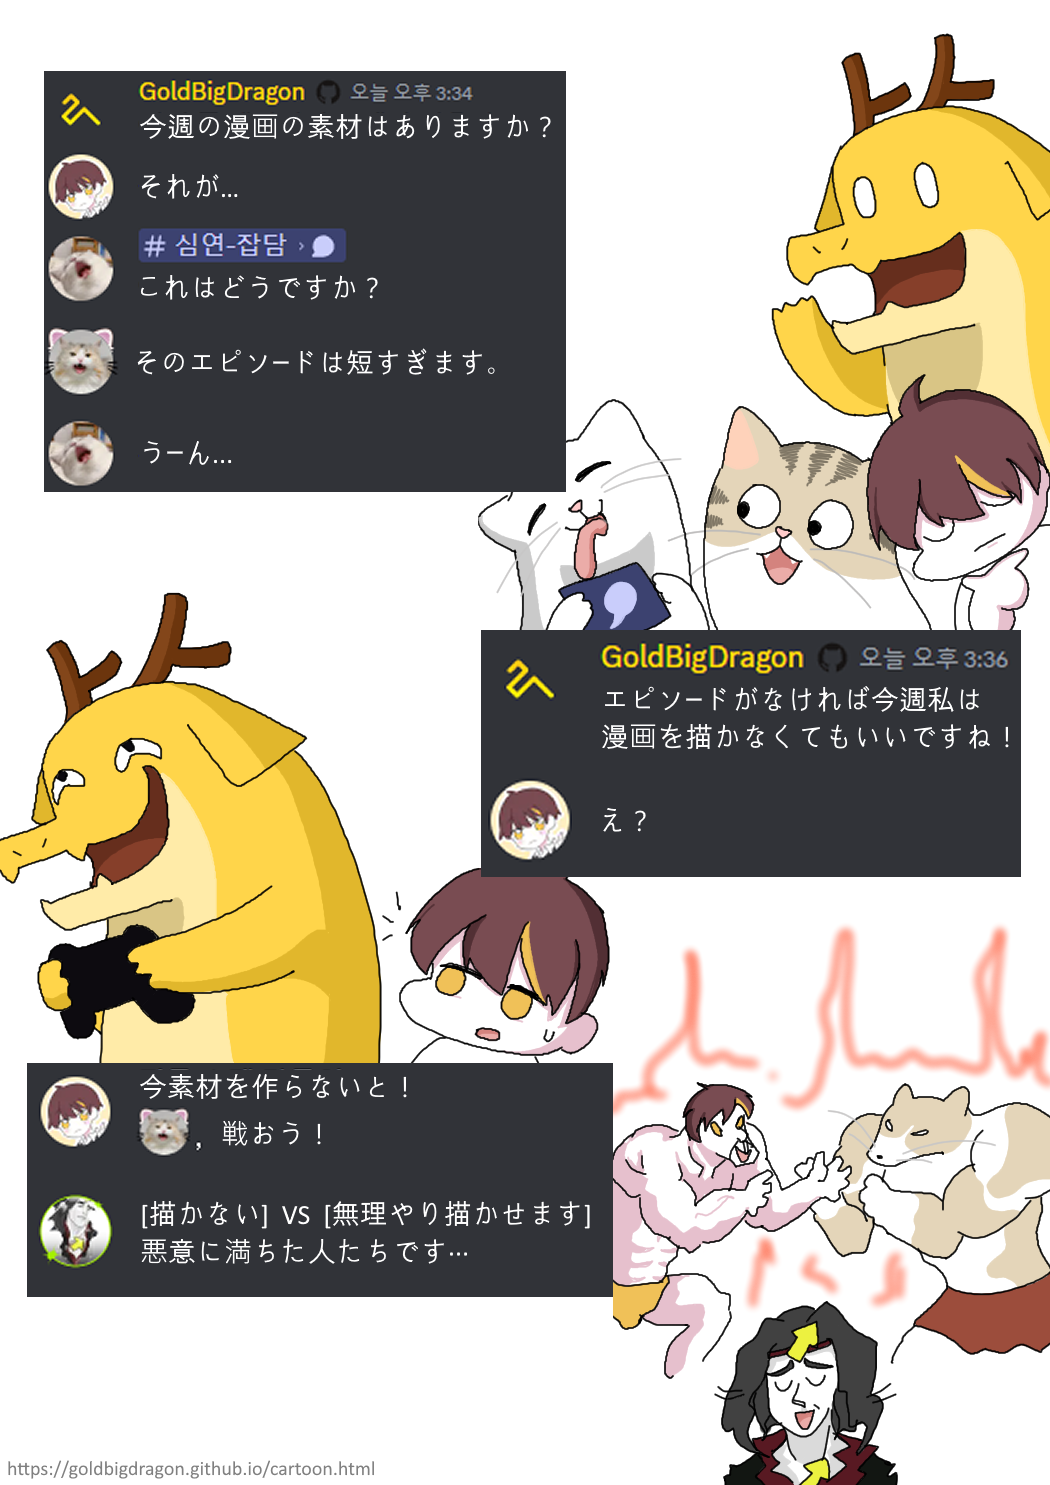 GoldBigDragon 오늘 오후 3:34
今週の漫画の素材はありますか？
それが...
# 심연-잡담 ›
これはどうですか？
そのエピソードは短すぎます。
うーん...
GoldBigDragon 오늘 오후 3:36
エピソードがなければ今週私は
漫画を描かなくてもいいですね！
え？
今素材を作らないと！
，戦おう！
[描かない] VS [無理やり描かせます]
悪意に満ちた人たちです…
https://goldbigdragon.github.io/cartoon.html